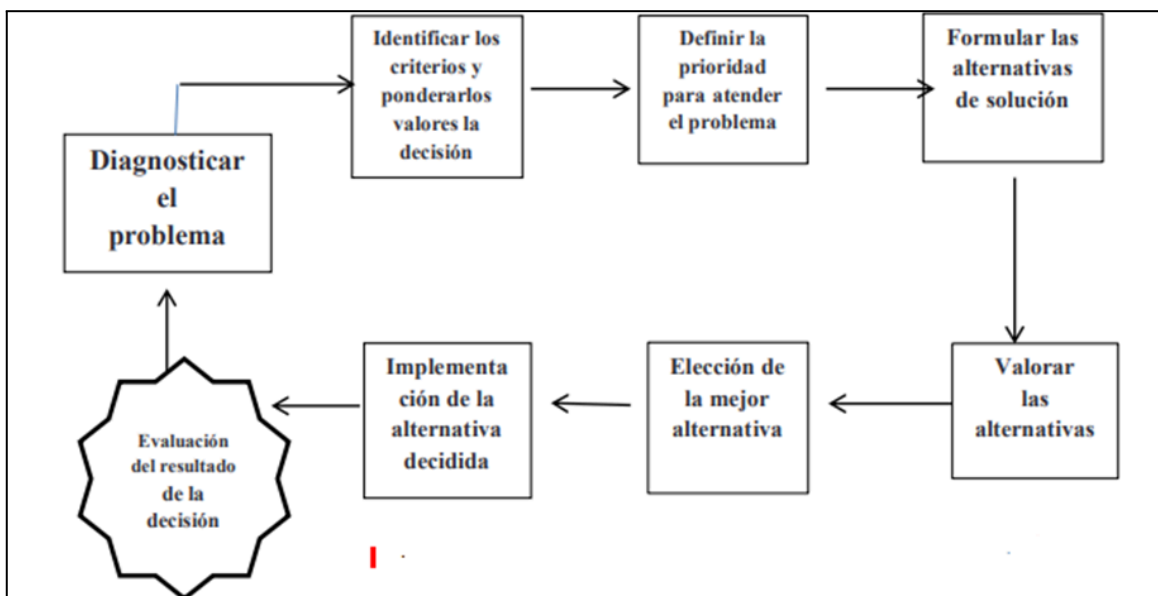 Diagnosticar
el
problema
Identificar los
criterios y
ponderarlos
valores la
decisión
Definir la
prioridad
para atender
el problema
Formular las
alternativas
de solución
Valorar
las
alternativas
Elección de
la mejor
alternativa
Implementa
ción de la
alternativa
decidida
Evaluación
del resultado
de la
decisión